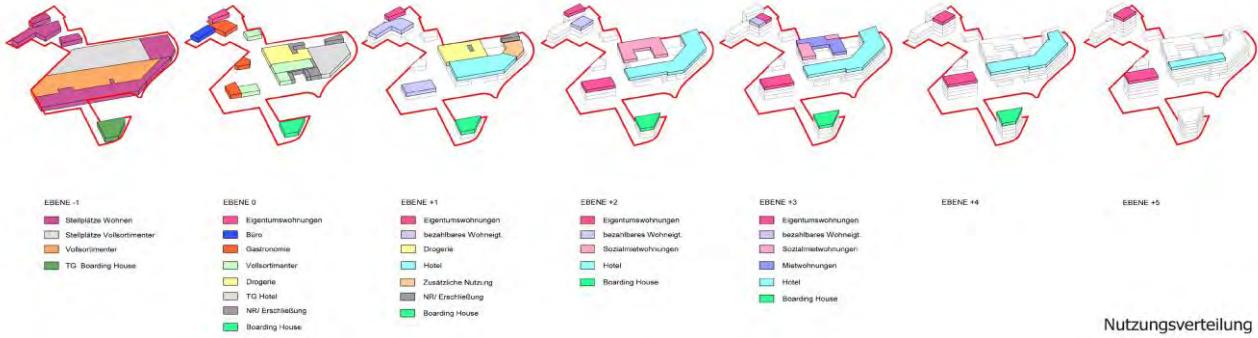 EBENE -1
Stellplätze Wohnen
Stellplätze Vollsortimenter
Vollsortimenter
TG Boarding House
EBENE 0
Eigentumswohnungen
Büro
Gastronomie
Vollsortimanter
Drogerie
TG Hotel
NR/ Erschließung
Boarding House
EBENE +1
Eigentumswohnungen
bezahlbares Wohneigt.
Drogerie
Hotel
Zusätzliche Nutzung
NR/ Erschließung
Boarding House
EBENE +2
Eigentumswohnungen
bezahlbares Wohneigt.
Sozialmietwohnungen
Hotel
Boarding House
EBENE +3
Eigentumswohnungen
bezahlbares Wohneigt.
Sozialmietwohnungen
Mietwohnungen
Hotel
Boarding House
EBENE +4
EBENE +5
Nutzungsverteilung